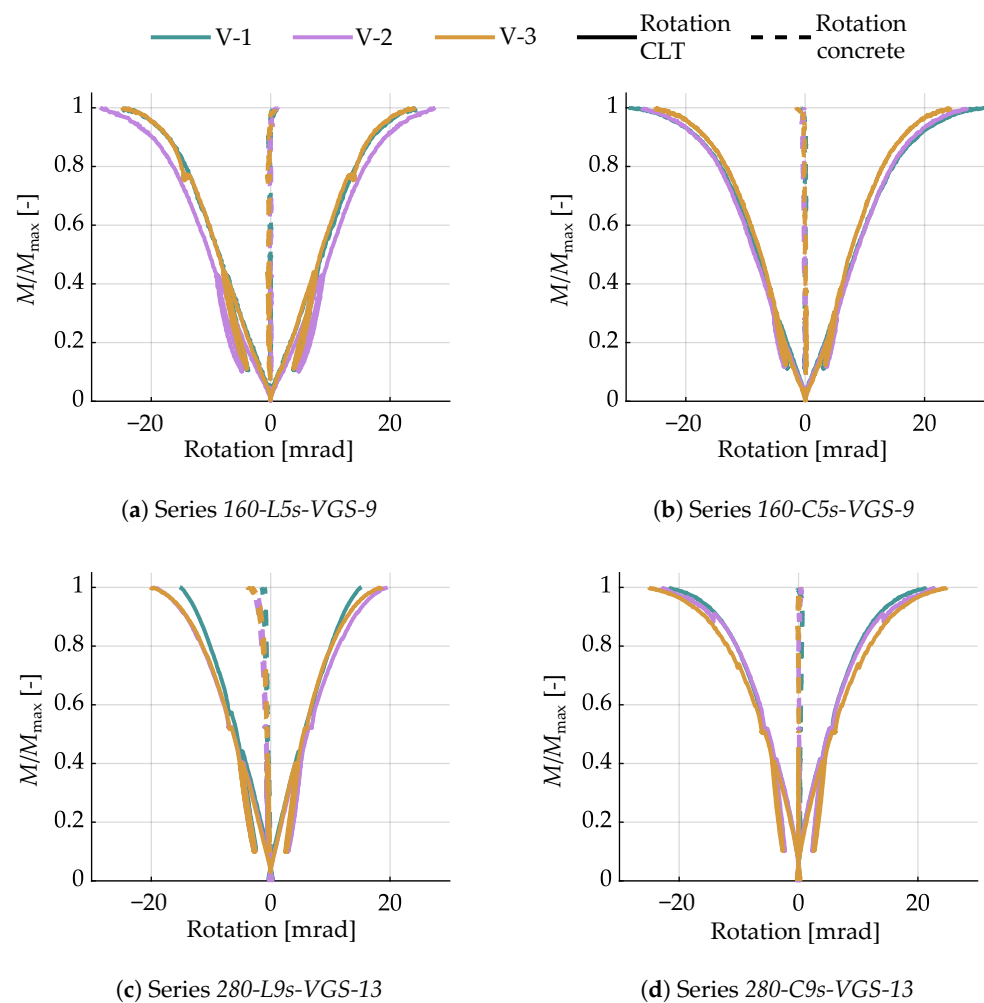 V-1 V-2 V-3 Rotation CLT Rotation concrete
1
0.8
0.6
0.4
0.2
0
M/Mmax [-]
−20 0 20
Rotation [mrad]
(a) Series 160-L5s-VGS-9
1
0.8
0.6
0.4
0.2
0
M/Mmax [-]
−20 0 20
Rotation [mrad]
(b) Series 160-C5s-VGS-9
1
0.8
0.6
0.4
0.2
0
M/Mmax [-]
−20 0 20
Rotation [mrad]
(c) Series 280-L9s-VGS-13
1
0.8
0.6
0.4
0.2
0
M/Mmax [-]
−20 0 20
Rotation [mrad]
(d) Series 280-C9s-VGS-13